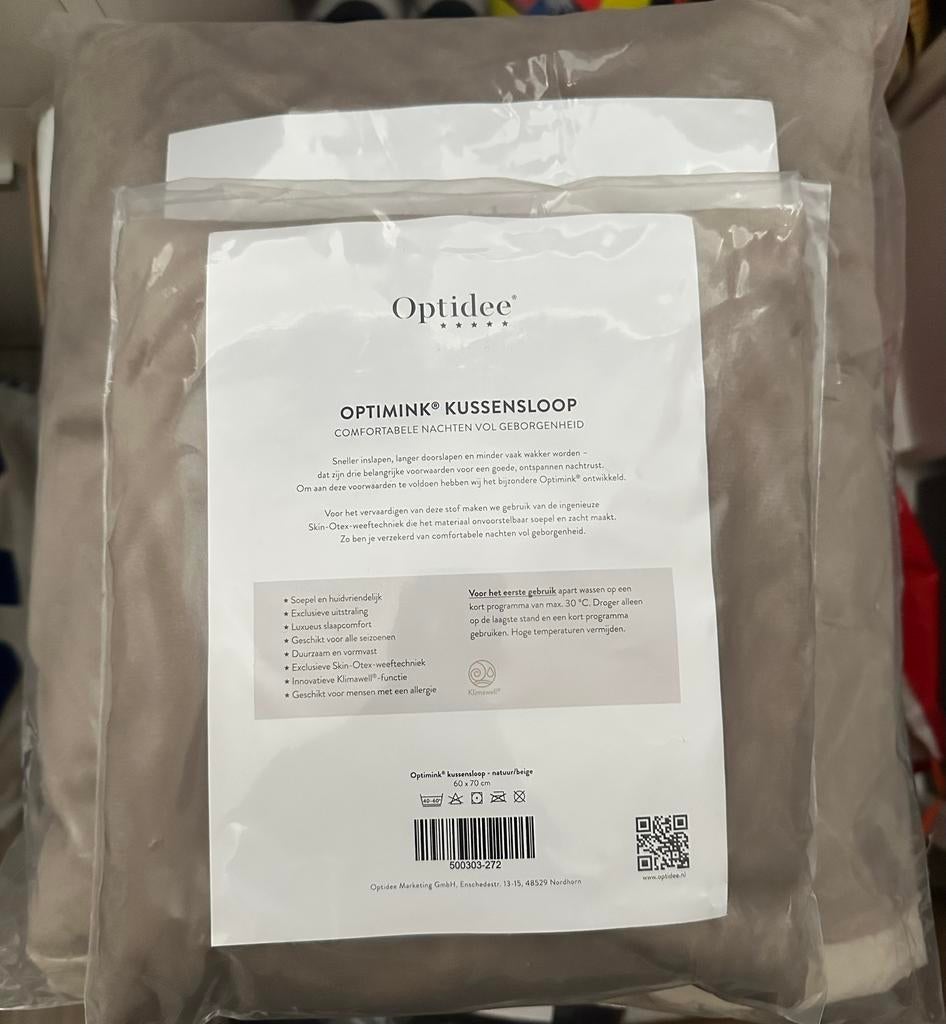 Optidee®
★ ★ ★ ★ ★
OPTIMINK® KUSSENSLOOP
COMFORTABELE NACHTEN VOL GEBORGENHEID
Sneller inslapen, langer doorslapen en minder vaak wakker worden –
dat zijn drie belangrijke voorwaarden voor een goede, ontspannen nachtrust.
Om aan deze voorwaarden te voldoen hebben wij het bijzondere Optimink® ontwikkeld.
Voor het vervaardigen van deze stof maken we gebruik van de ingenieuze
Skin-Otex-weeftechniek die het materiaal onvoorstelbaar soepel en zacht maakt.
Zo ben je verzekerd van comfortabele nachten vol geborgenheid.
★ Soepel en huidvriendelijk
★ Exclusieve uitstraling
★ Luxueus slaapcomfort
★ Geschikt voor alle seizoenen
★ Duurzaam en vormvast
★ Exclusieve Skin-Otex-weeftechniek
★ Innovatieve Klimawell®-functie
★ Geschikt voor mensen met een allergie
Voor het eerste gebruik apart wassen op een
kort programma van max. 30 °C. Droger alleen
op de laagste stand en een kort programma
gebruiken. Hoge temperaturen vermijden.
Klimawell®
Optimink® kussensloop - natuur/beige
60 x 70 cm
40-60°
500303-272
www.optidee.nl
Optidee Marketing GmbH, Enschedestr. 13-15, 48529 Nordhorn